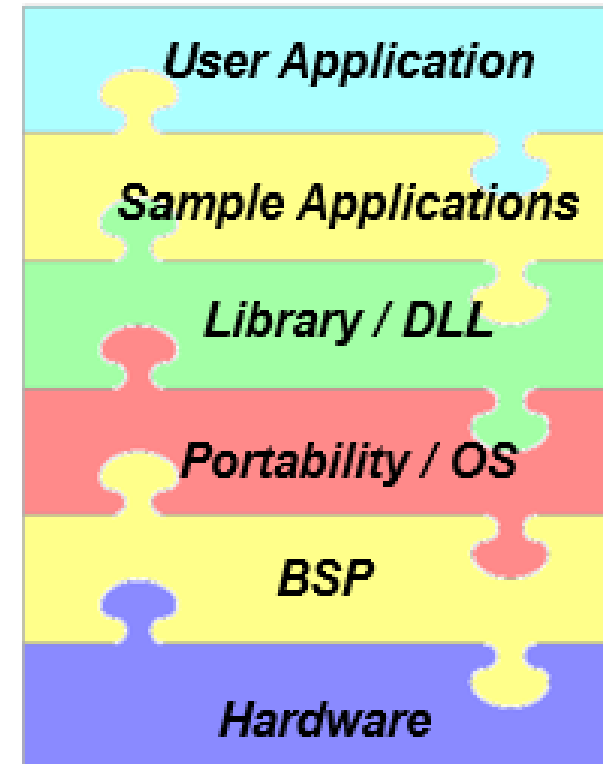 User Application
Sample Applications
Library / DLL
Portability / OS
BSP
Hardware